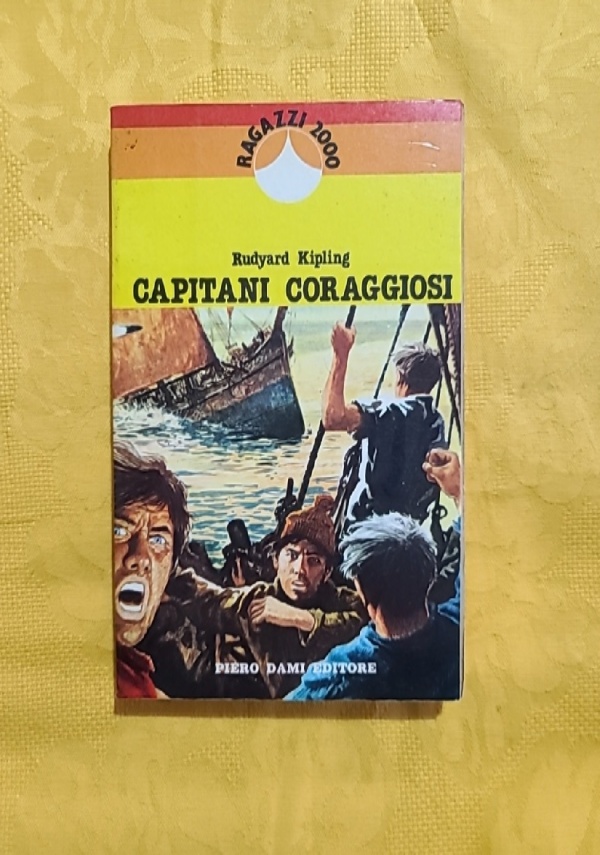 RAGAZZI 2000
Rudyard Kipling
CAPITANI CORAGGIOSI
PIERO DAMI EDITORE